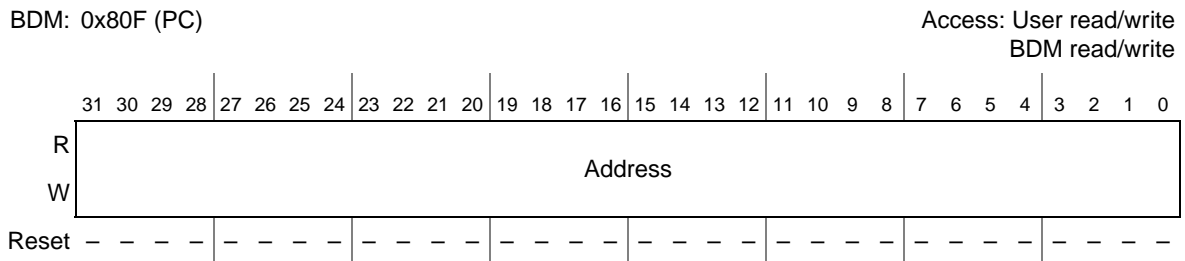 BDM: 0x80F (PC) Access: User read/write
BDM read/write
31 30 29 28 27 26 25 24 23 22 21 20 19 18 17 16 15 14 13 12 11 10 9 8 7 6 5 4 3 2 1 0
R
Address
W
Reset – – – – – – – – – – – – – – – – – – – – – – – – – – – – – – – –